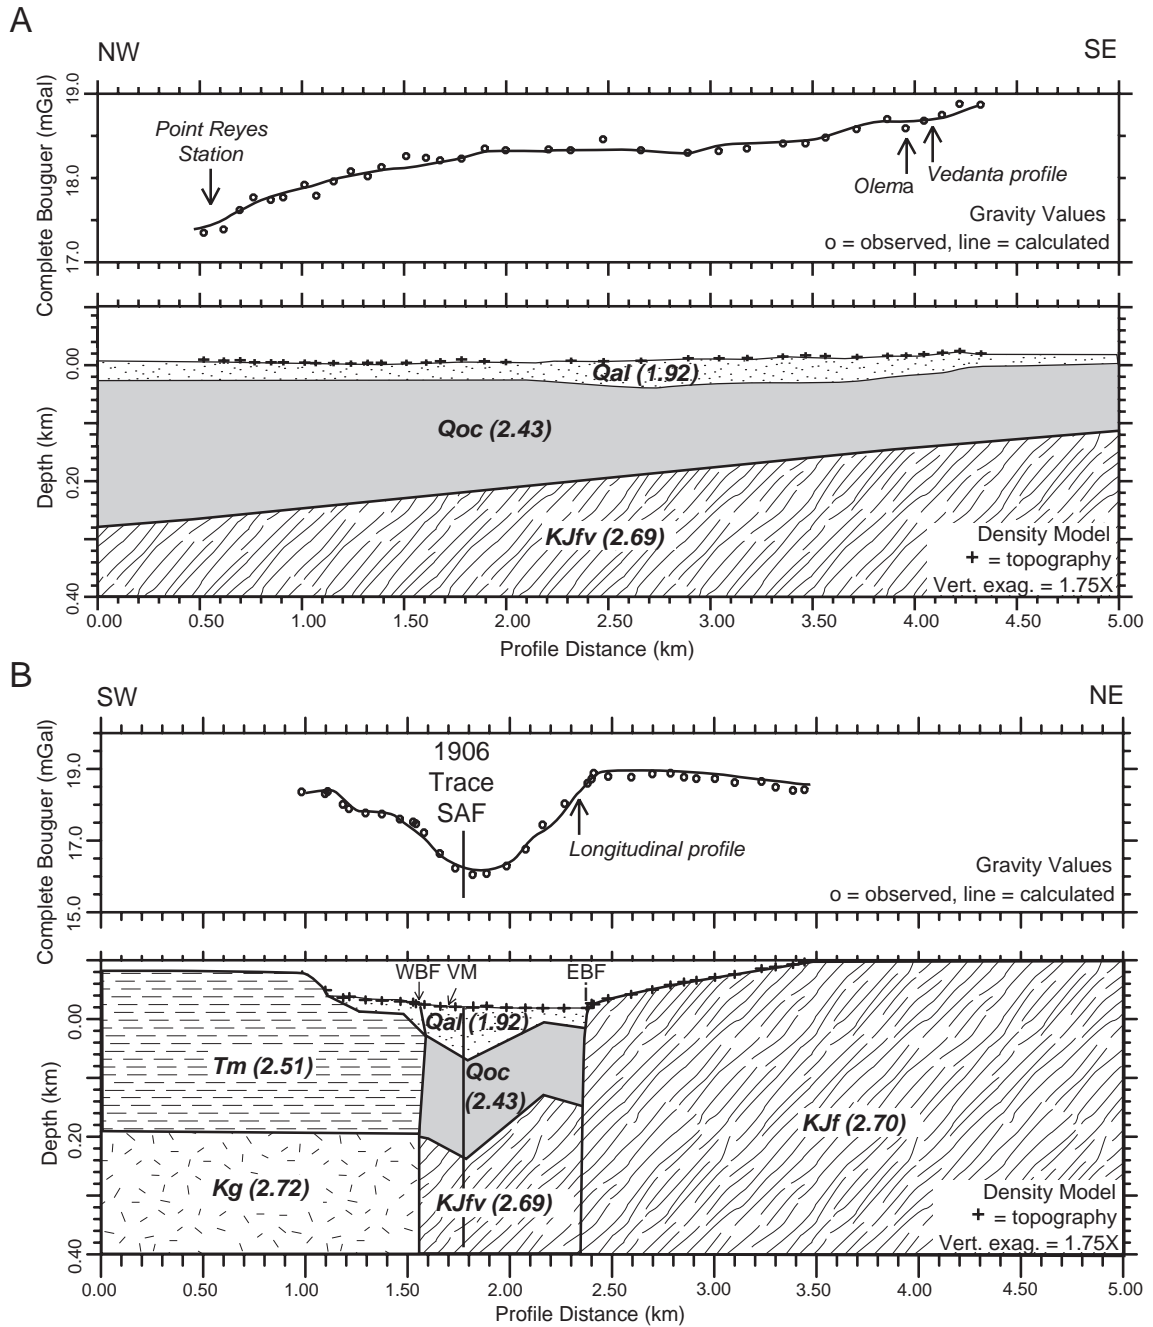 A
NW
SE
Complete Bouguer (mGal)
19.0
18.0
17.0
Point Reyes
Station
Olema
Vedanta profile
Gravity Values
o = observed, line = calculated
Depth (km)
0.00
0.20
0.40
Qal (1.92)
Qoc (2.43)
KJfv (2.69)
Density Model
+ = topography
Vert. exag. = 1.75X
0.00 0.50 1.00 1.50 2.00 2.50 3.00 3.50 4.00 4.50 5.00
Profile Distance (km)
B
SW
NE
Complete Bouguer (mGal)
19.0
17.0
15.0
1906
Trace
SAF
Longitudinal profile
Gravity Values
o = observed, line = calculated
Depth (km)
0.00
0.20
0.40
WBF VM
EBF
Qal (1.92)
Tm (2.51)
Qoc
(2.43)
KJf (2.70)
Kg (2.72)
KJfv (2.69)
Density Model
+ = topography
Vert. exag. = 1.75X
0.00 0.50 1.00 1.50 2.00 2.50 3.00 3.50 4.00 4.50 5.00
Profile Distance (km)